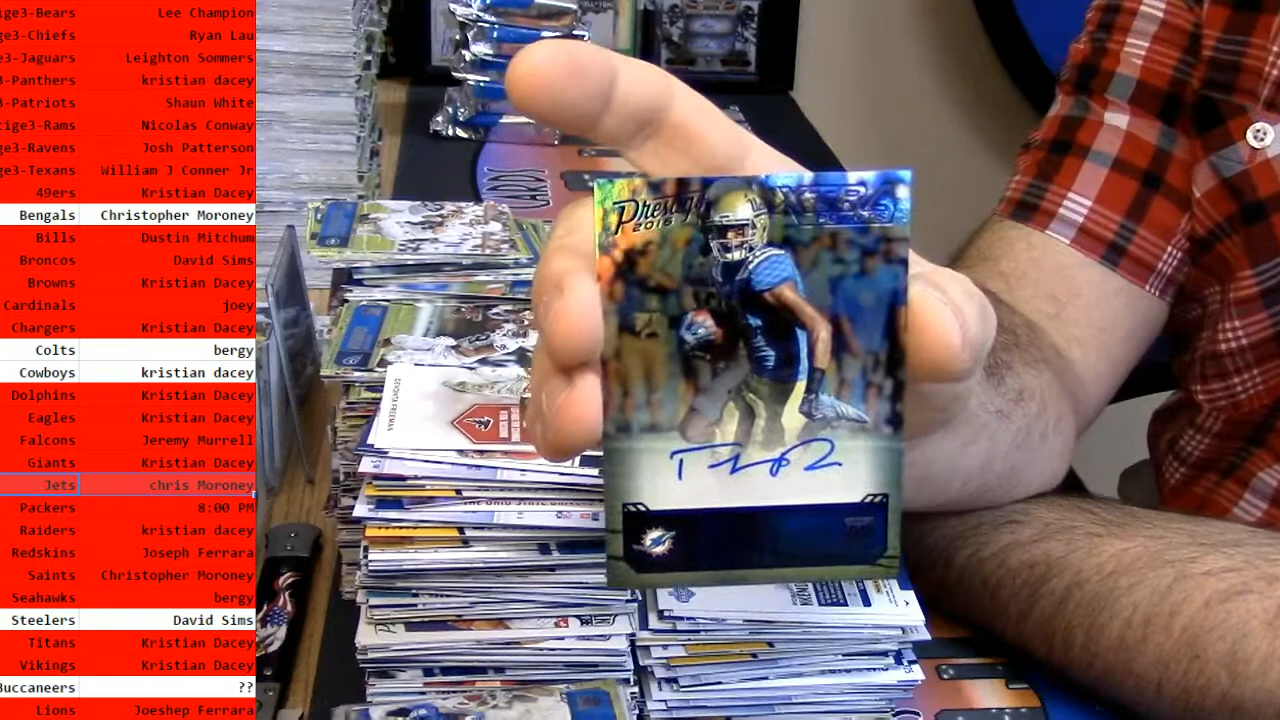 ige3-Bears Lee Champion
ge3-Chiefs Ryan Lau
e3-Jaguars Leighton Sommers
3-Panthers kristian dacey
3-Patriots Shaun White
tige3-Rams Nicolas Conway
ge3-Ravens Josh Patterson
ge3-Texans William J Conner Jr
49ers Kristian Dacey
Bengals Christopher Moroney
Bills Dustin Mitchum
Broncos David Sims
Browns Kristian Dacey
Cardinals joey
Chargers Kristian Dacey
Colts bergy
Cowboys kristian dacey
Dolphins Kristian Dacey
Eagles Kristian Dacey
Falcons Jeremy Murrell
Giants Kristian Dacey
Jets chris Moroney
Packers 8:00 PM
Raiders kristian dacey
Redskins Joseph Ferrara
Saints Christopher Moroney
Seahawks bergy
Steelers David Sims
Titans Kristian Dacey
Vikings Kristian Dacey
Buccaneers ??
Lions Joeshep Ferrara
CARDS
Prestige
2016
DEVONTA FREEMAN